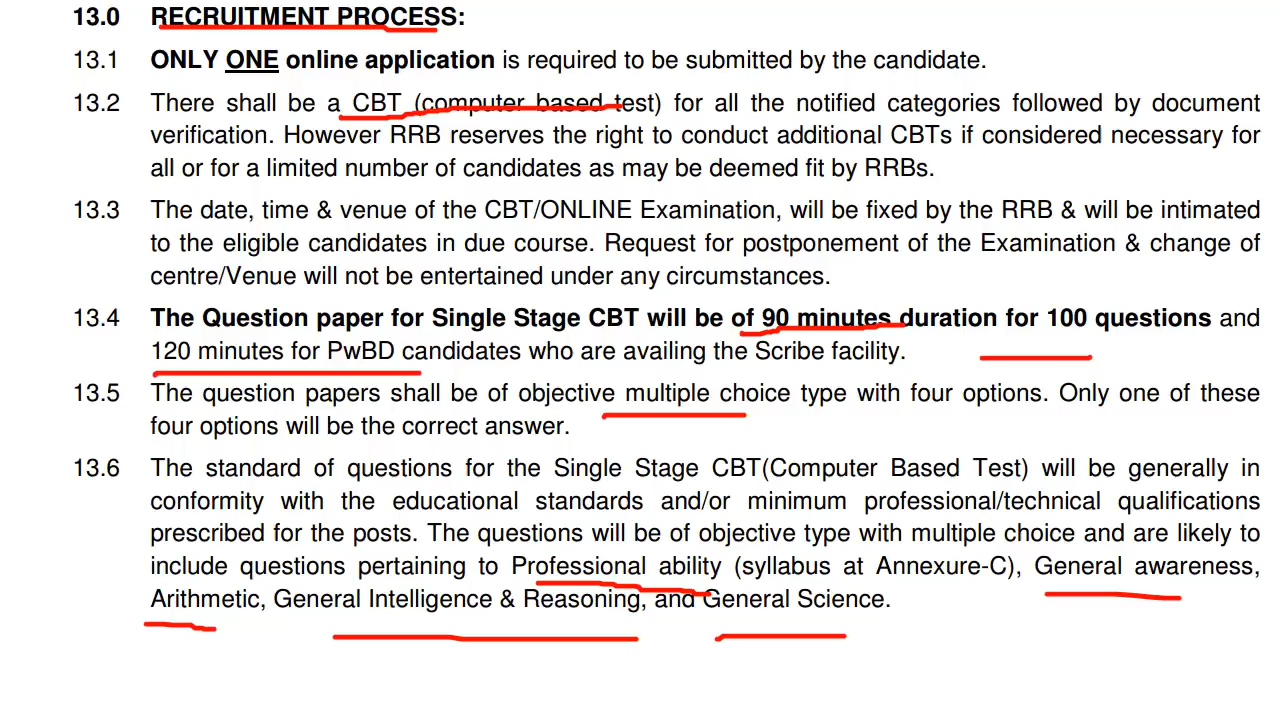 13.0 RECRUITMENT PROCESS:
13.1 ONLY ONE online application is required to be submitted by the candidate.
13.2 There shall be a CBT (computer based test) for all the notified categories followed by document
verification. However RRB reserves the right to conduct additional CBTs if considered necessary for
all or for a limited number of candidates as may be deemed fit by RRBs.
13.3 The date, time & venue of the CBT/ONLINE Examination, will be fixed by the RRB & will be intimated
to the eligible candidates in due course. Request for postponement of the Examination & change of
centre/Venue will not be entertained under any circumstances.
13.4 The Question paper for Single Stage CBT will be of 90 minutes duration for 100 questions and
120 minutes for PwBD candidates who are availing the Scribe facility.
13.5 The question papers shall be of objective multiple choice type with four options. Only one of these
four options will be the correct answer.
13.6 The standard of questions for the Single Stage CBT(Computer Based Test) will be generally in
conformity with the educational standards and/or minimum professional/technical qualifications
prescribed for the posts. The questions will be of objective type with multiple choice and are likely to
include questions pertaining to Professional ability (syllabus at Annexure-C), General awareness,
Arithmetic, General Intelligence & Reasoning, and General Science.